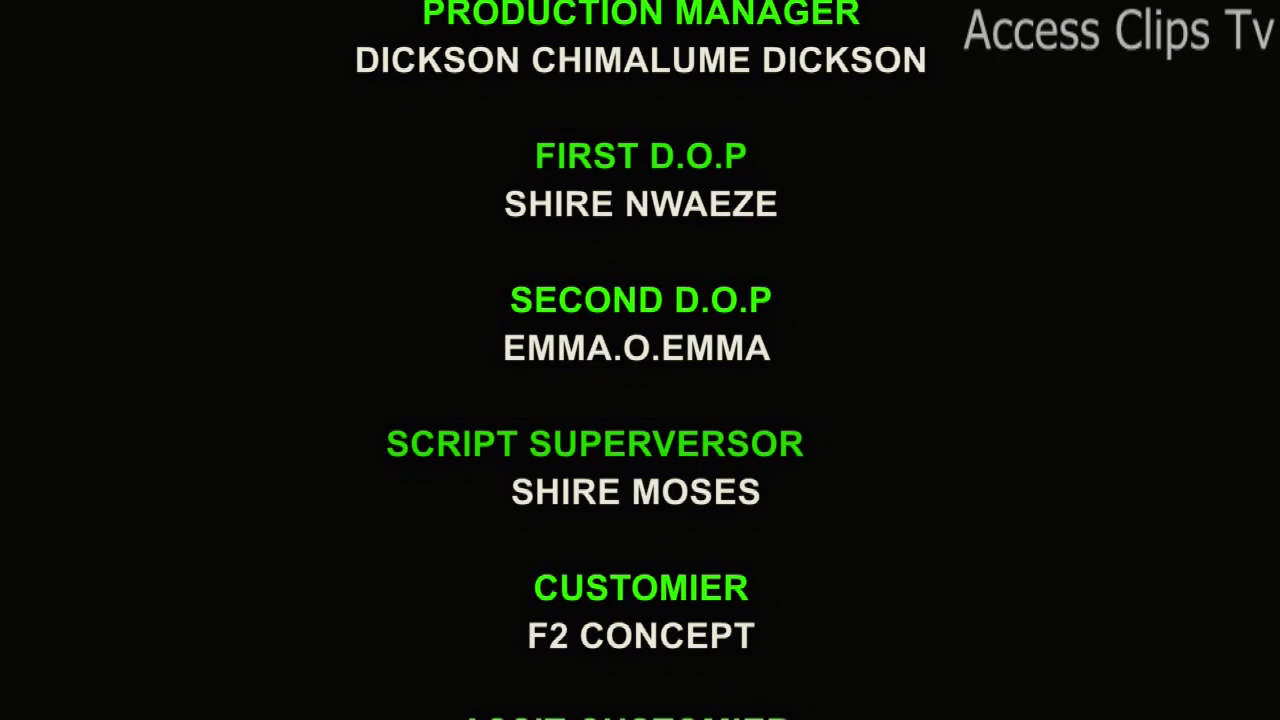 PRODUCTION MANAGER
Access Clips Tv
DICKSON CHIMALUME DICKSON
FIRST D.O.P
SHIRE NWAEZE
SECOND D.O.P
EMMA.O.EMMA
SCRIPT SUPERVERSOR
SHIRE MOSES
CUSTOMIER
F2 CONCEPT